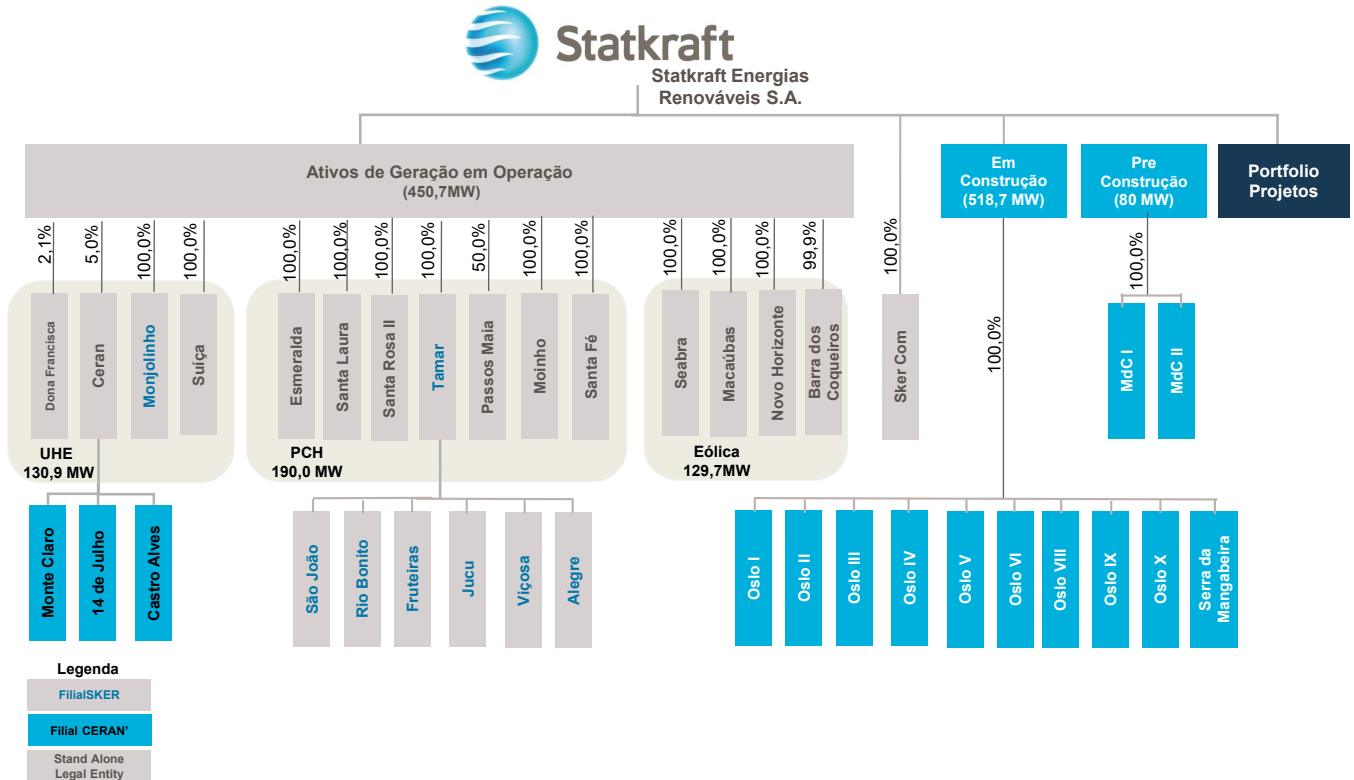 Statkraft
Statkraft Energias
Renováveis S.A.
Ativos de Geração em Operação
(450,7MW)
Em
Construção
(518,7 MW)
Pre
Construção
(80 MW)
Portfolio
Projetos
2,1%
5,0%
100,0%
100,0%
100,0%
100,0%
100,0%
100,0%
50,0%
100,0%
100,0%
100,0%
100,0%
100,0%
99,9%
100,0%
100,0%
100,0%
Dona Francisca
Ceran
Monjolinho
Suíça
Esmeralda
Santa Laura
Santa Rosa II
Tamar
Passos Maia
Moinho
Santa Fé
Seabra
Macaúbas
Novo Horizonte
Barra dos
Coqueiros
Sker Com
MdC I
MdC II
UHE
130,9 MW
PCH
190,0 MW
Eólica
129,7MW
Monte Claro
14 de Julho
Castro Alves
São João
Rio Bonito
Fruteiras
Jucu
Viçosa
Alegre
Oslo I
Oslo II
Oslo III
Oslo IV
Oslo V
Oslo VI
Oslo VIII
Oslo IX
Oslo X
Serra da
Mangabeira
Legenda
FilialSKER
Filial CERAN'
Stand Alone
Legal Entity